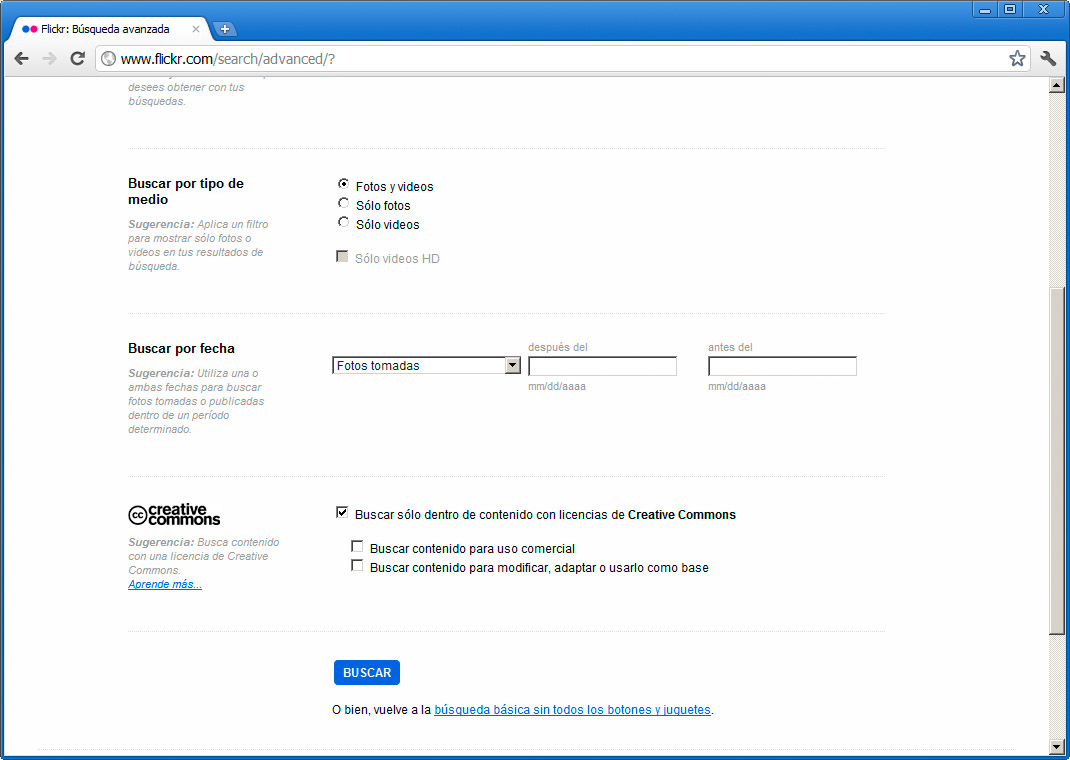 Flickr: Búsqueda avanzada
www.flickr.com/search/advanced/?
desees obtener con tus
búsquedas.
Buscar por tipo de
medio
Sugerencia: Aplica un filtro
para mostrar sólo fotos o
videos en tus resultados de
búsqueda.
Fotos y videos
Sólo fotos
Sólo videos
Sólo videos HD
Buscar por fecha
Sugerencia: Utiliza una o
ambas fechas para buscar
fotos tomadas o publicadas
dentro de un período
determinado.
Fotos tomadas
después del
mm/dd/aaaa
antes del
mm/dd/aaaa
cc creative
commons
Sugerencia: Busca contenido
con una licencia de Creative
Commons.
Aprende más...
Buscar sólo dentro de contenido con licencias de Creative Commons
Buscar contenido para uso comercial
Buscar contenido para modificar, adaptar o usarlo como base
BUSCAR
O bien, vuelve a la búsqueda básica sin todos los botones y juguetes.